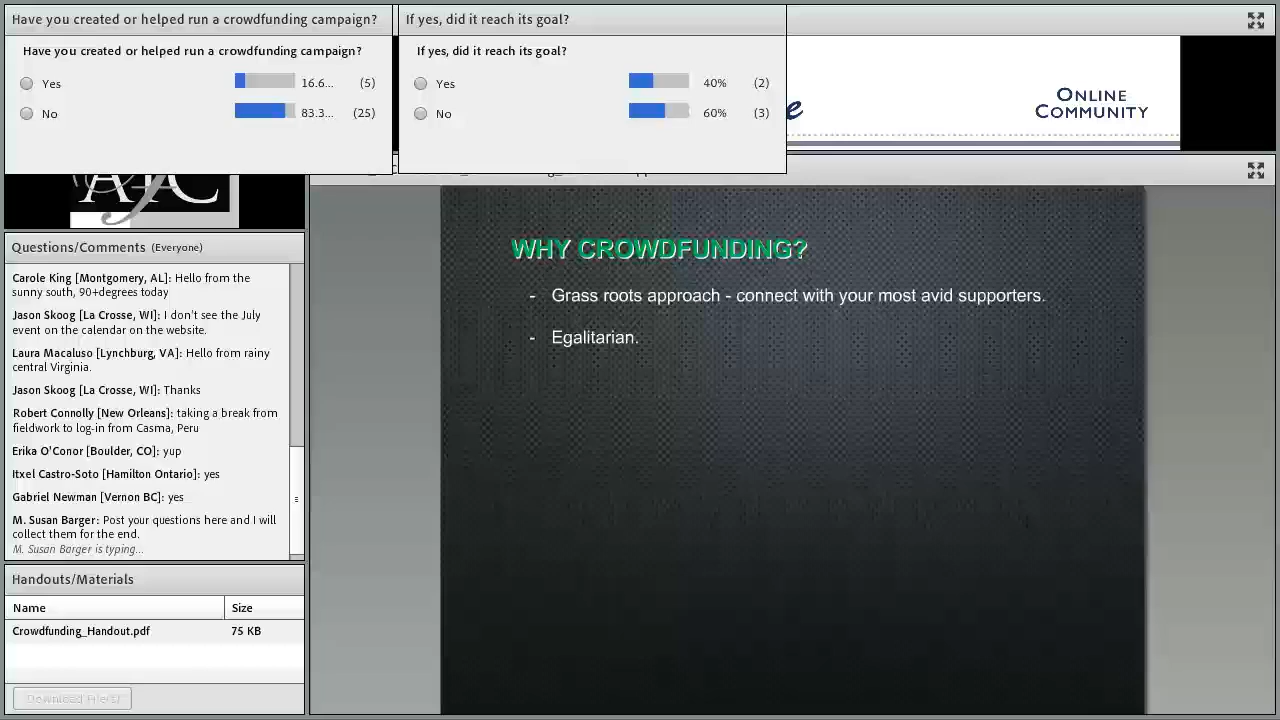 Have you created or helped run a crowdfunding campaign?
If yes, did it reach its goal?
Have you created or helped run a crowdfunding campaign?
Yes 16.6... (5)
No 83.3... (25)
If yes, did it reach its goal?
Yes 40% (2)
No 60% (3)
ONLINE
COMMUNITY
AJC
Questions/Comments (Everyone)
Carole King [Montgomery, AL]: Hello from the
sunny south, 90+degrees today
Jason Skoog [La Crosse, WI]: I don't see the July
event on the calendar on the website.
Laura Macaluso [Lynchburg, VA]: Hello from rainy
central Virginia.
Jason Skoog [La Crosse, WI]: Thanks
Robert Connolly [New Orleans]: taking a break from
fieldwork to log-in from Casma, Peru
Erika O'Conor [Boulder, CO]: yup
Itxel Castro-Soto [Hamilton Ontario]: yes
Gabriel Newman [Vernon BC]: yes
M. Susan Barger: Post your questions here and I will
collect them for the end.
M. Susan Barger is typing...
Handouts/Materials
Name Size
Crowdfunding_Handout.pdf 75 KB
Download File(s)
WHY CROWDFUNDING?
- Grass roots approach - connect with your most avid supporters.
- Egalitarian.